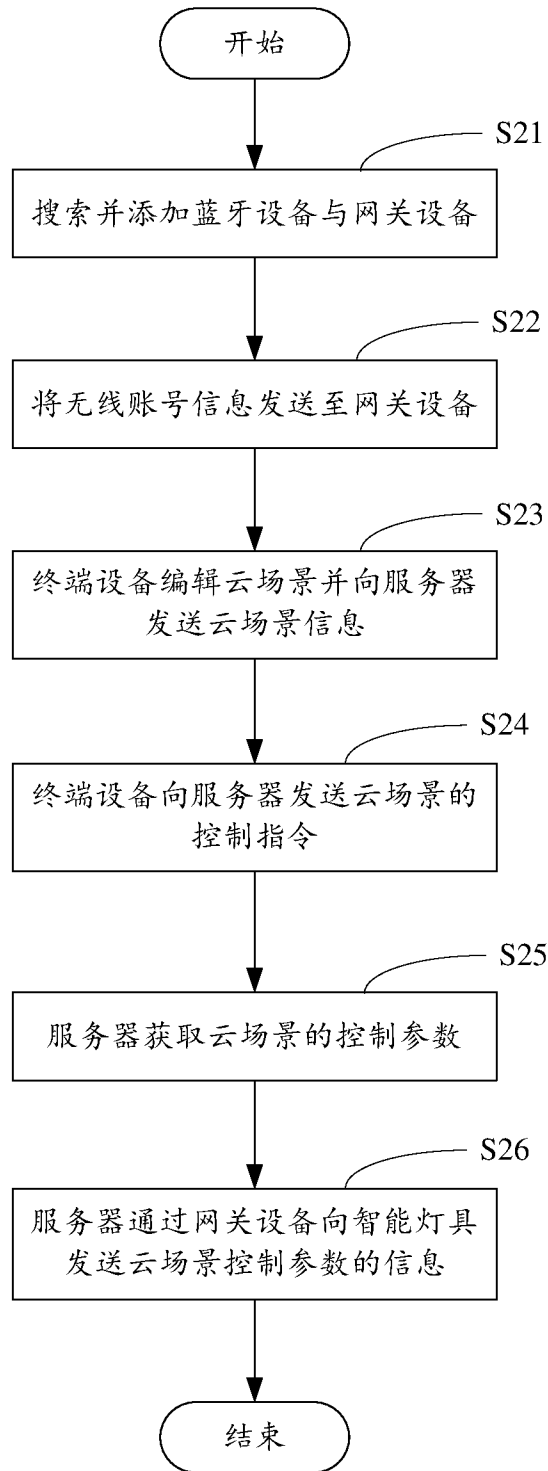 开始
S21
搜索并添加蓝牙设备与网关设备
S22
将无线账号信息发送至网关设备
S23
终端设备编辑云场景并向服务器
发送云场景信息
S24
终端设备向服务器发送云场景的
控制指令
S25
服务器获取云场景的控制参数
S26
服务器通过网关设备向智能灯具
发送云场景控制参数的信息
结束